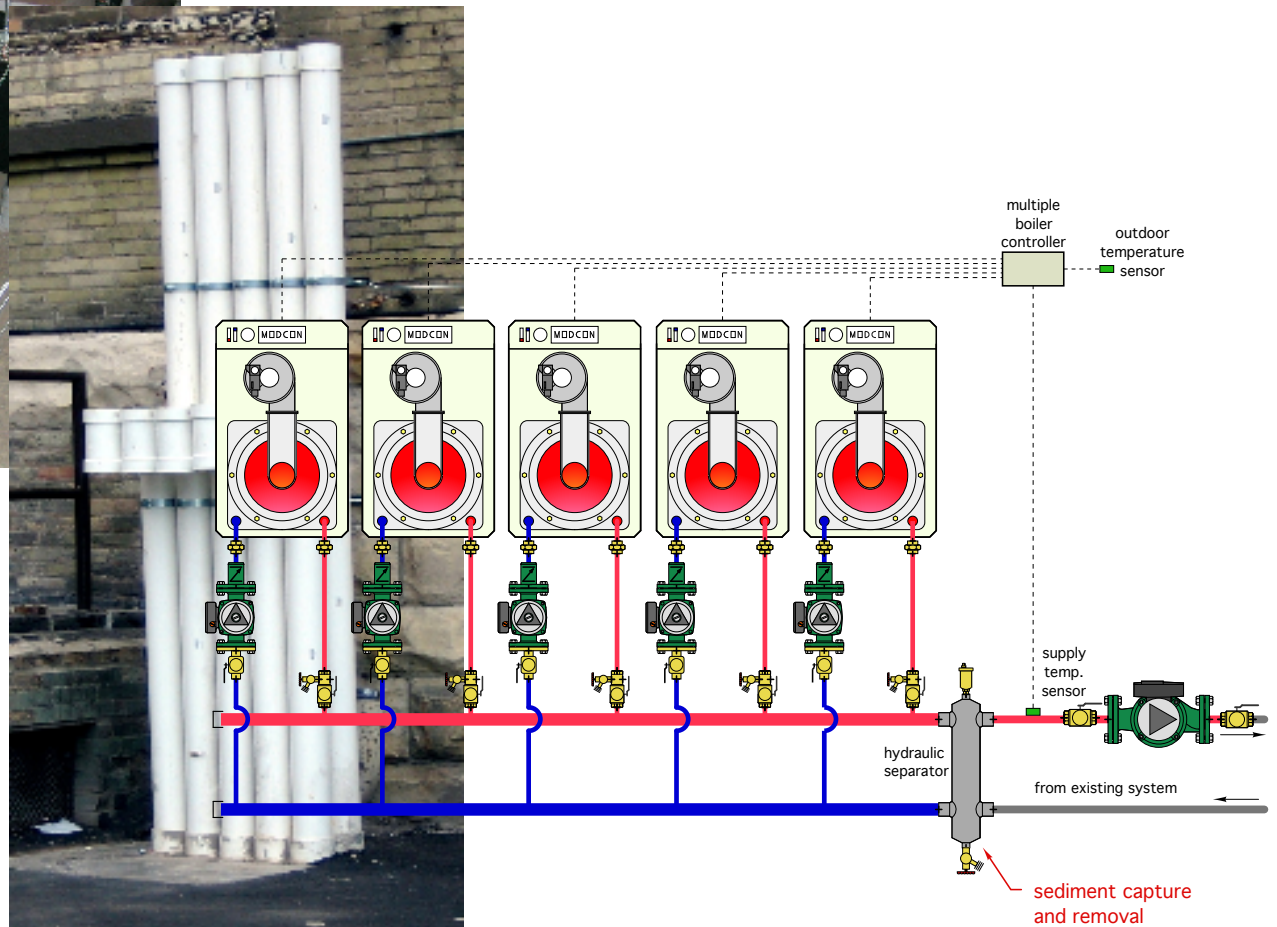 multiple
boiler
controller
outdoor
temperature
sensor
MODCON
MODCON
MODCON
MODCON
MODCON
supply
temp.
sensor
hydraulic
separator
from existing system
sediment capture
and removal